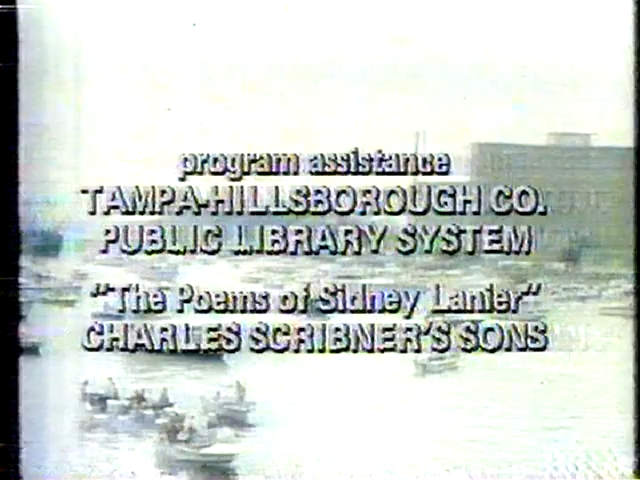 program assistance
TAMPA-HILLSBOROUGH CO.
PUBLIC LIBRARY SYSTEM
"The Poems of Sidney Lanier"
CHARLES SCRIBNER'S SONS